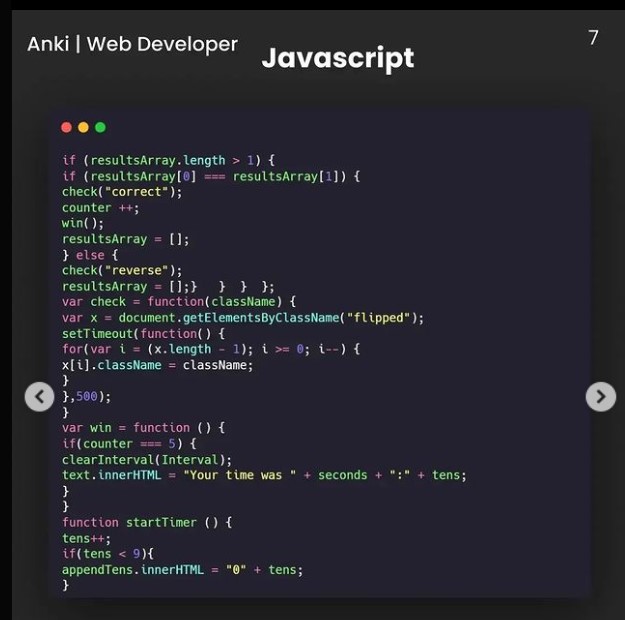 Anki | Web Developer
Javascript
7
if (resultsArray.length > 1) {
if (resultsArray[0] === resultsArray[1]) {
check("correct");
counter ++;
win();
resultsArray = [];
} else {
check("reverse");
resultsArray = [];}   }  }  };
var check = function(className) {
var x = document.getElementsByClassName("flipped");
setTimeout(function() {
for(var i = (x.length - 1); i >= 0; i--) {
x[i].className = className;
}
},500);
}
var win = function () {
if(counter === 5) {
clearInterval(Interval);
text.innerHTML = "Your time was " + seconds + ":" + tens;
}
}
function startTimer () {
tens++;
if(tens < 9){
appendTens.innerHTML = "0" + tens;
}